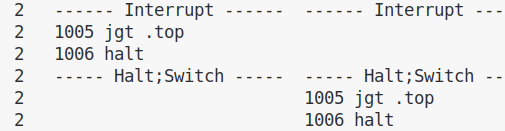 2 ------ Interrupt ------ ------ Interrupt ---
2 1005 jgt .top
2 1006 halt
2 ----- Halt;Switch ----- ----- Halt;Switch --
2 1005 jgt .top
2 1006 halt